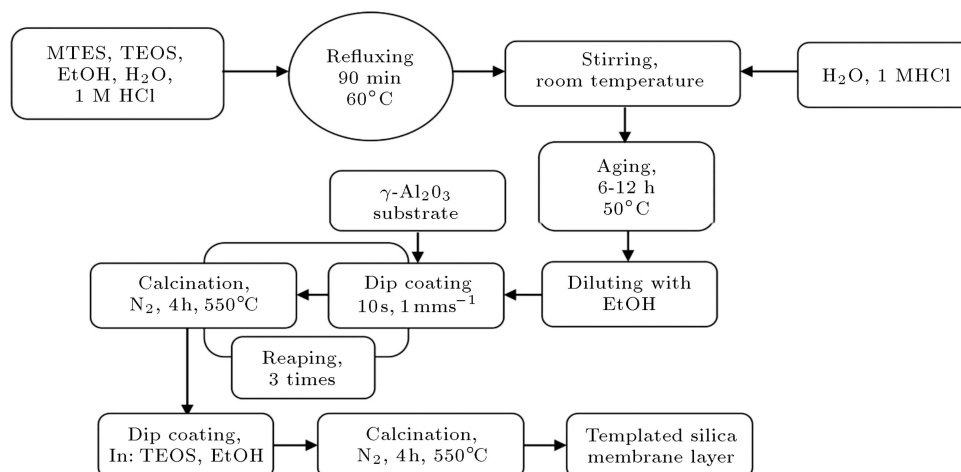 MTES, TEOS,
EtOH, H₂O,
1 M HCl
Refluxing
90 min
60°C
Stirring,
room temperature
H₂O, 1 MHCl
Aging,
6-12 h
50°C
γ-Al₂0₃
substrate
Calcination,
N₂, 4h, 550°C
Dip coating
10s, 1 mms⁻¹
Diluting with
EtOH
Reaping,
3 times
Dip coating,
In: TEOS, EtOH
Calcination,
N₂, 4h, 550°C
Templated silica
membrane layer